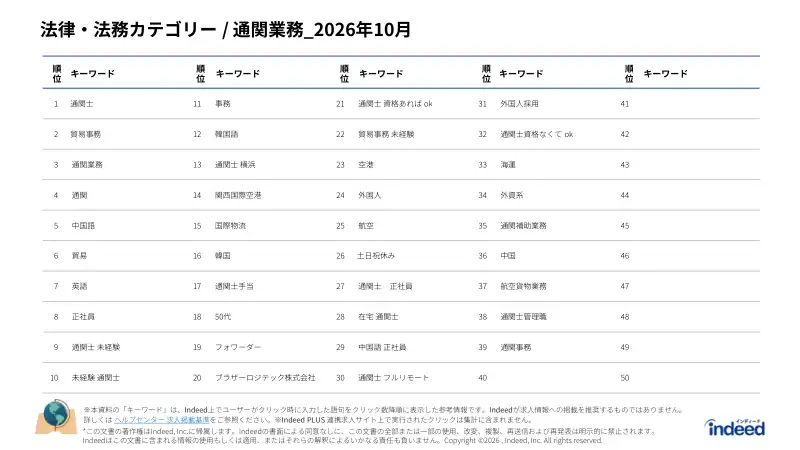 法律・法務カテゴリー / 通関業務_2026年10月
順位 キーワード 順位 キーワード 順位 キーワード 順位 キーワード 順位 キーワード
1 通関士 11 事務 21 通関士 資格あれば ok 31 外国人採用 41
2 貿易事務 12 韓国語 22 貿易事務 未経験 32 通関士資格なくて ok 42
3 通関業務 13 通関士 横浜 23 空港 33 海運 43
4 通関 14 関西国際空港 24 外国人 34 外資系 44
5 中国語 15 国際物流 25 航空 35 通関補助業務 45
6 貿易 16 韓国 26 土日祝休み 36 中国 46
7 英語 17 通関士手当 27 通関士　正社員 37 航空貨物業務 47
8 正社員 18 50代 28 在宅 通関士 38 通関士管理職 48
9 通関士 未経験 19 フォワーダー 29 中国語 正社員 39 通関事務 49
10 未経験 通関士 20 ブラザーロジテック株式会社 30 通関士 フルリモート 40 50
※本資料の「キーワード」は、Indeed上でユーザーがクリック時に入力した語句をクリック数降順に表示した参考情報です。Indeedが求人情報への掲載を推奨するものではありません。
詳しくは ヘルプセンター 求人掲載基準をご参照ください。※Indeed PLUS 連携求人サイト上で実行されたクリックは集計に含まれません。
*この文書の著作権はIndeed, Inc.に帰属します。Indeedの書面による同意なしに、この文書の全部または一部の使用、改変、複製、再送信および再発表は明示的に禁止されます。
Indeedはこの文書に含まれる情報の使用もしくは適用、またはそれらの解釈によるいかなる責任も負いません。Copyright ©2026 , Indeed, Inc. All rights reserved.
インディード
indeed